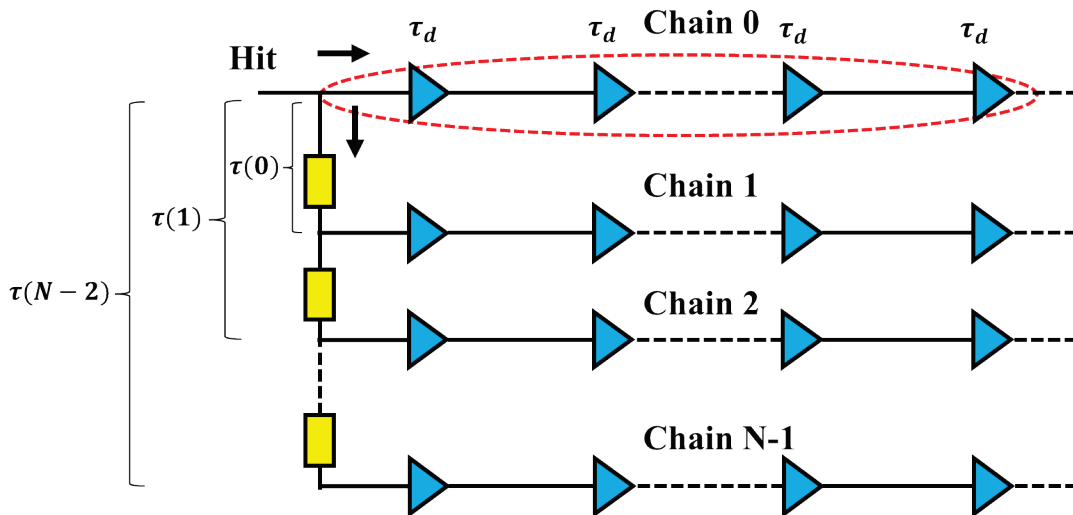 Chain 0
τ_d τ_d τ_d τ_d
Hit
τ(0)
Chain 1
τ(1)
τ(N − 2)
Chain 2
Chain N-1